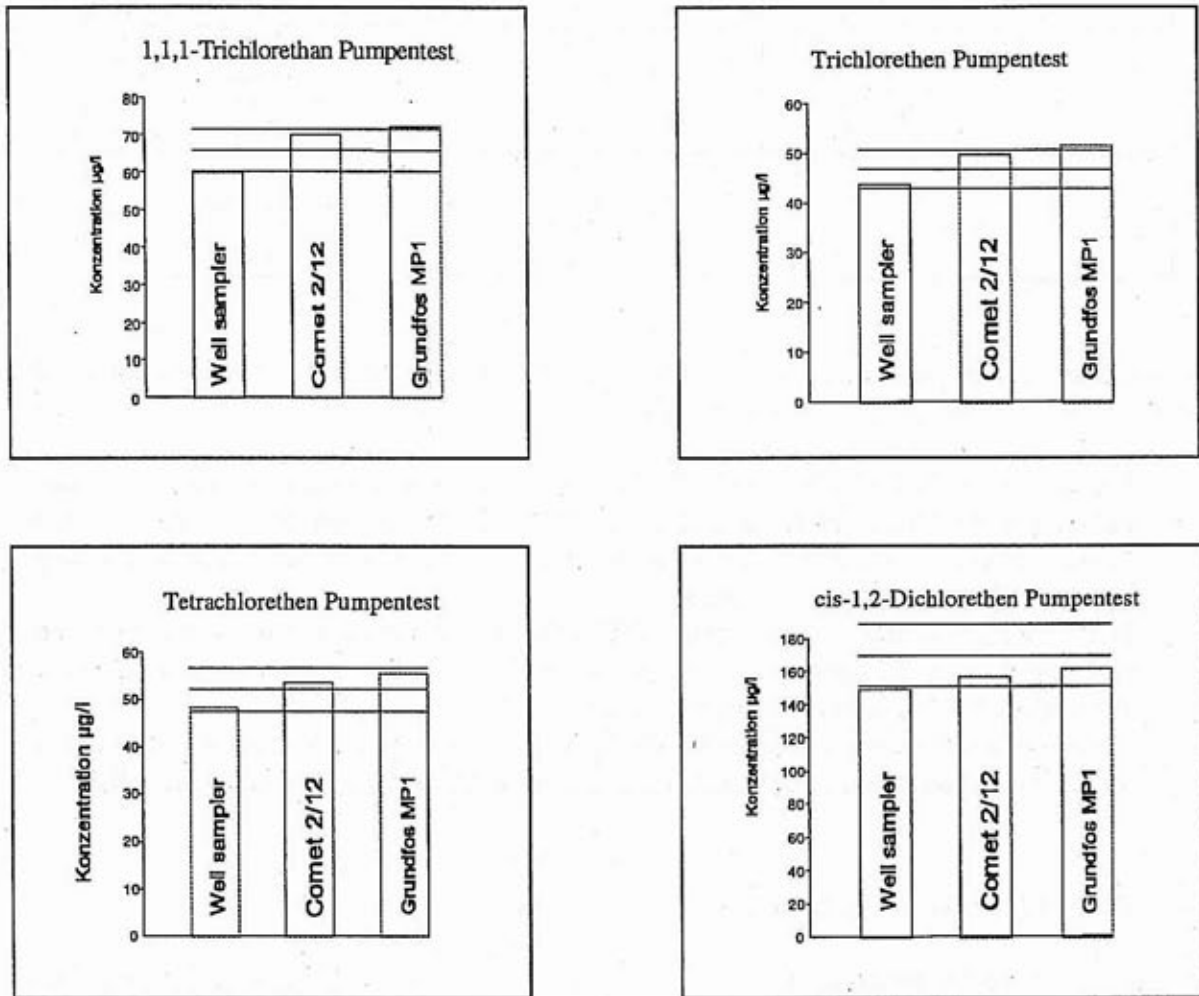 1,1,1-Trichlorethan Pumpentest
Konzentration µg/l
80
70
60
50
40
30
20
10
0
Well sampler
Comet 2/12
Grundfos MP1
Trichlorethen Pumpentest
Konzentration µg/l
60
50
40
30
20
10
0
Well sampler
Comet 2/12
Grundfos MP1
Tetrachlorethen Pumpentest
Konzentration µg/l
60
50
40
30
20
10
0
Well sampler
Comet 2/12
Grundfos MP1
cis-1,2-Dichlorethen Pumpentest
Konzentration µg/l
180
160
140
120
100
80
60
40
20
0
Well sampler
Comet 2/12
Grundfos MP1